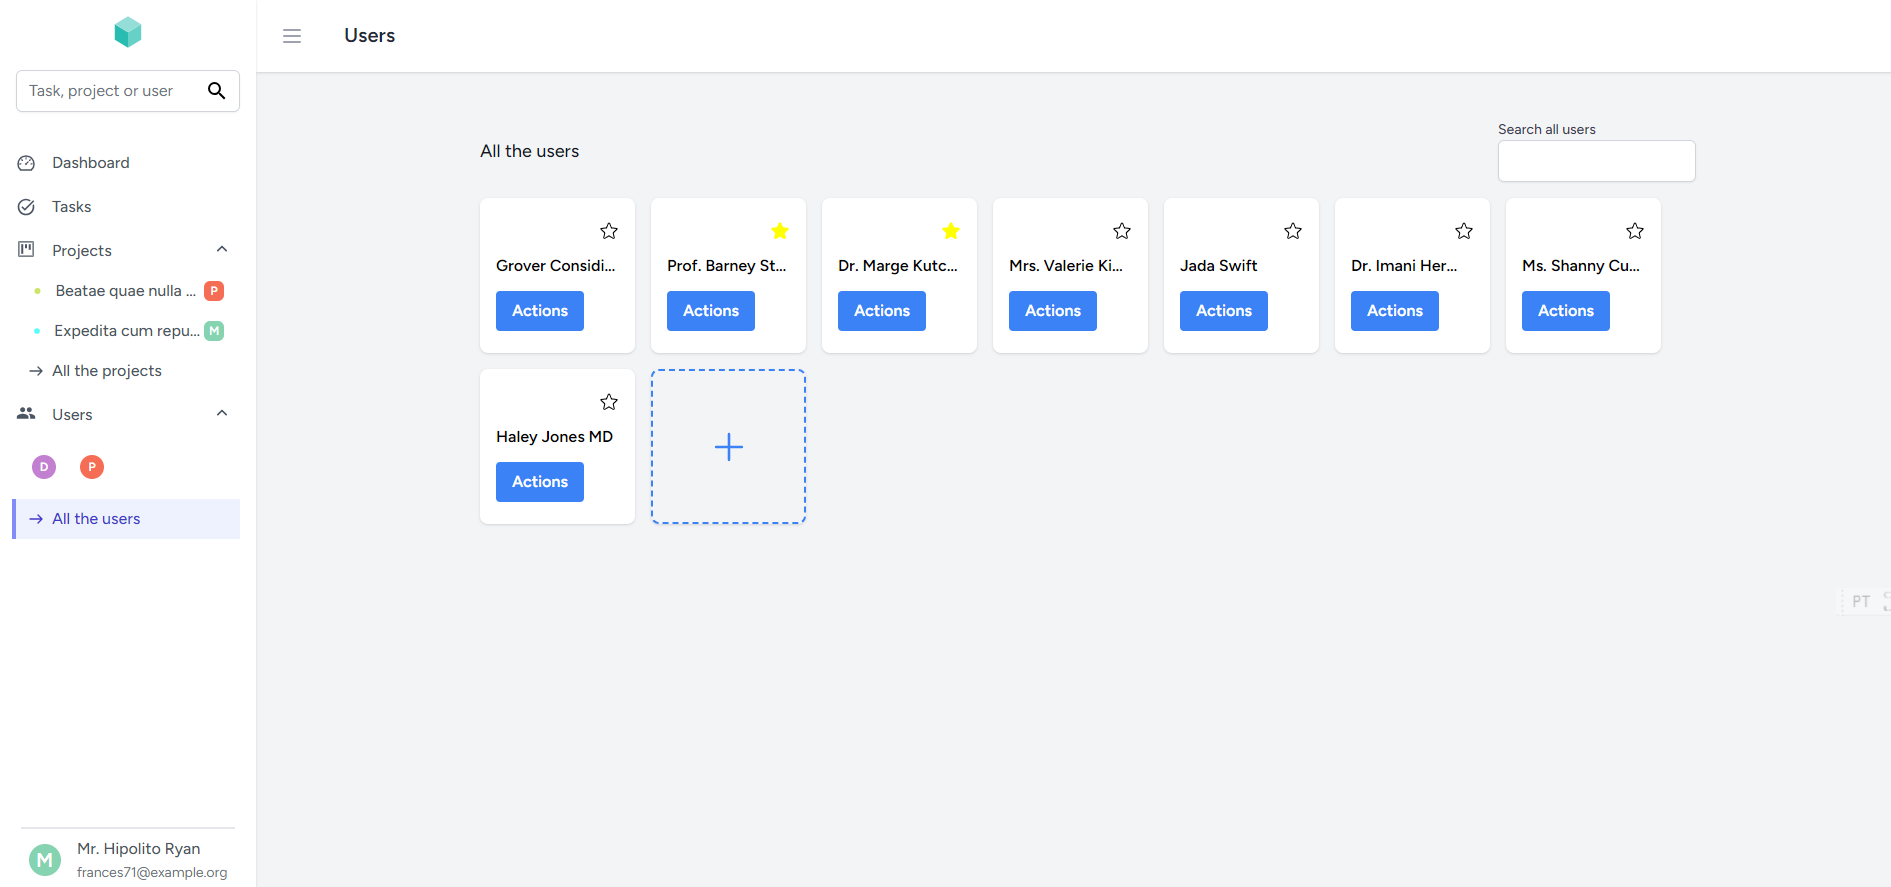 Users
Task, project or user
Dashboard
Tasks
Projects
Beatae quae nulla ... P
Expedita cum repu... M
All the projects
Users
D P
All the users
Mr. Hipolito Ryan
M
frances71@example.org
All the users
Search all users
Grover Considi... Prof. Barney St... Dr. Marge Kutc... Mrs. Valerie Ki... Jada Swift Dr. Imani Her... Ms. Shanny Cu...
Actions Actions Actions Actions Actions Actions Actions
Haley Jones MD
Actions
PT